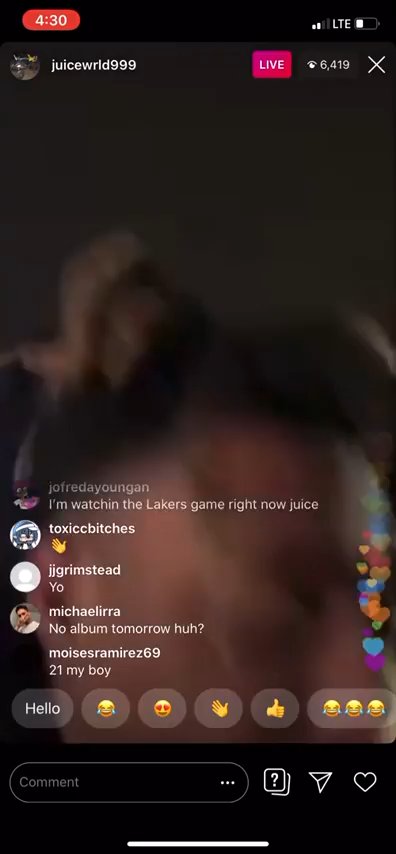 4:30
LTE
juicewrld999
LIVE
6,419
jofredayoungan
I'm watchin the Lakers game right now juice
toxiccbitches
👋
jjgrimstead
Yo
michaelirra
No album tomorrow huh?
moisesramirez69
21 my boy
Hello 😂 😍 👋 👍 😂😂😂
Comment